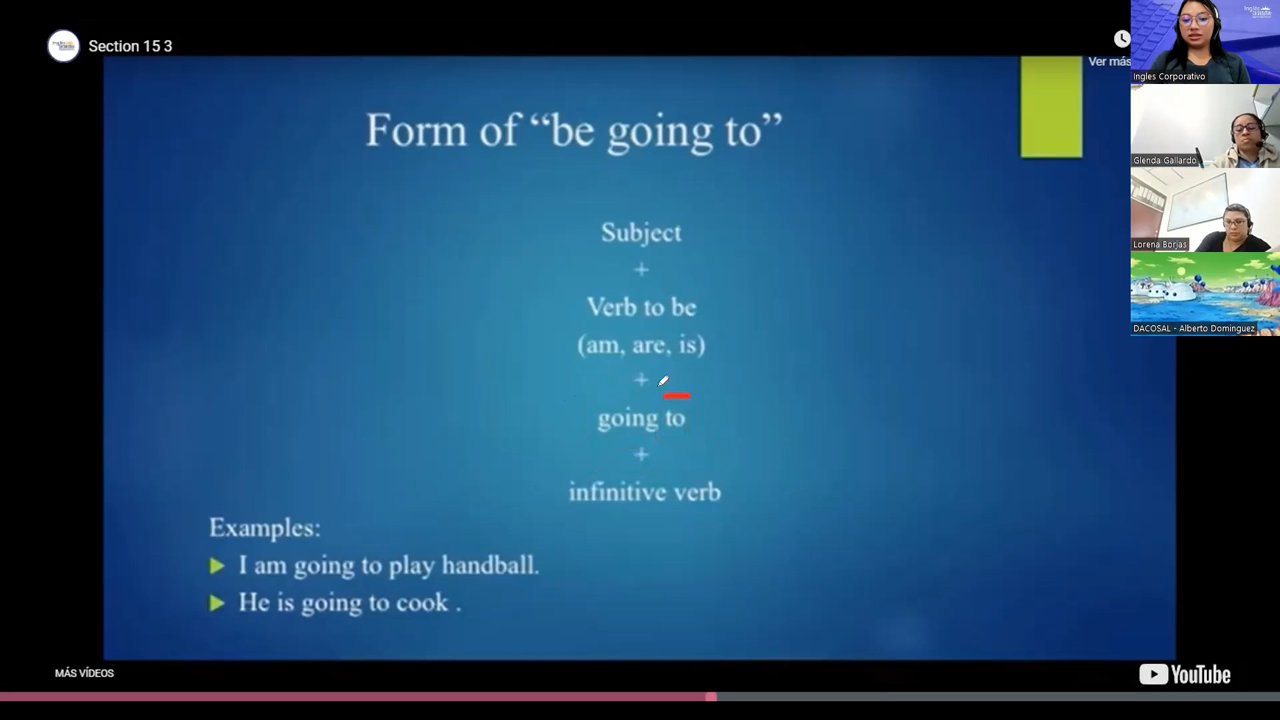 Section 15 3
Ver más
Form of “be going to”
Subject
+
Verb to be
(am, are, is)
+
going to
+
infinitive verb
Examples:
I am going to play handball.
He is going to cook .
MÁS VÍDEOS
YouTube
Ingles Corporativo
Glenda Gallardo
Lorena Borjas
DACOSAL - Alberto Dominguez